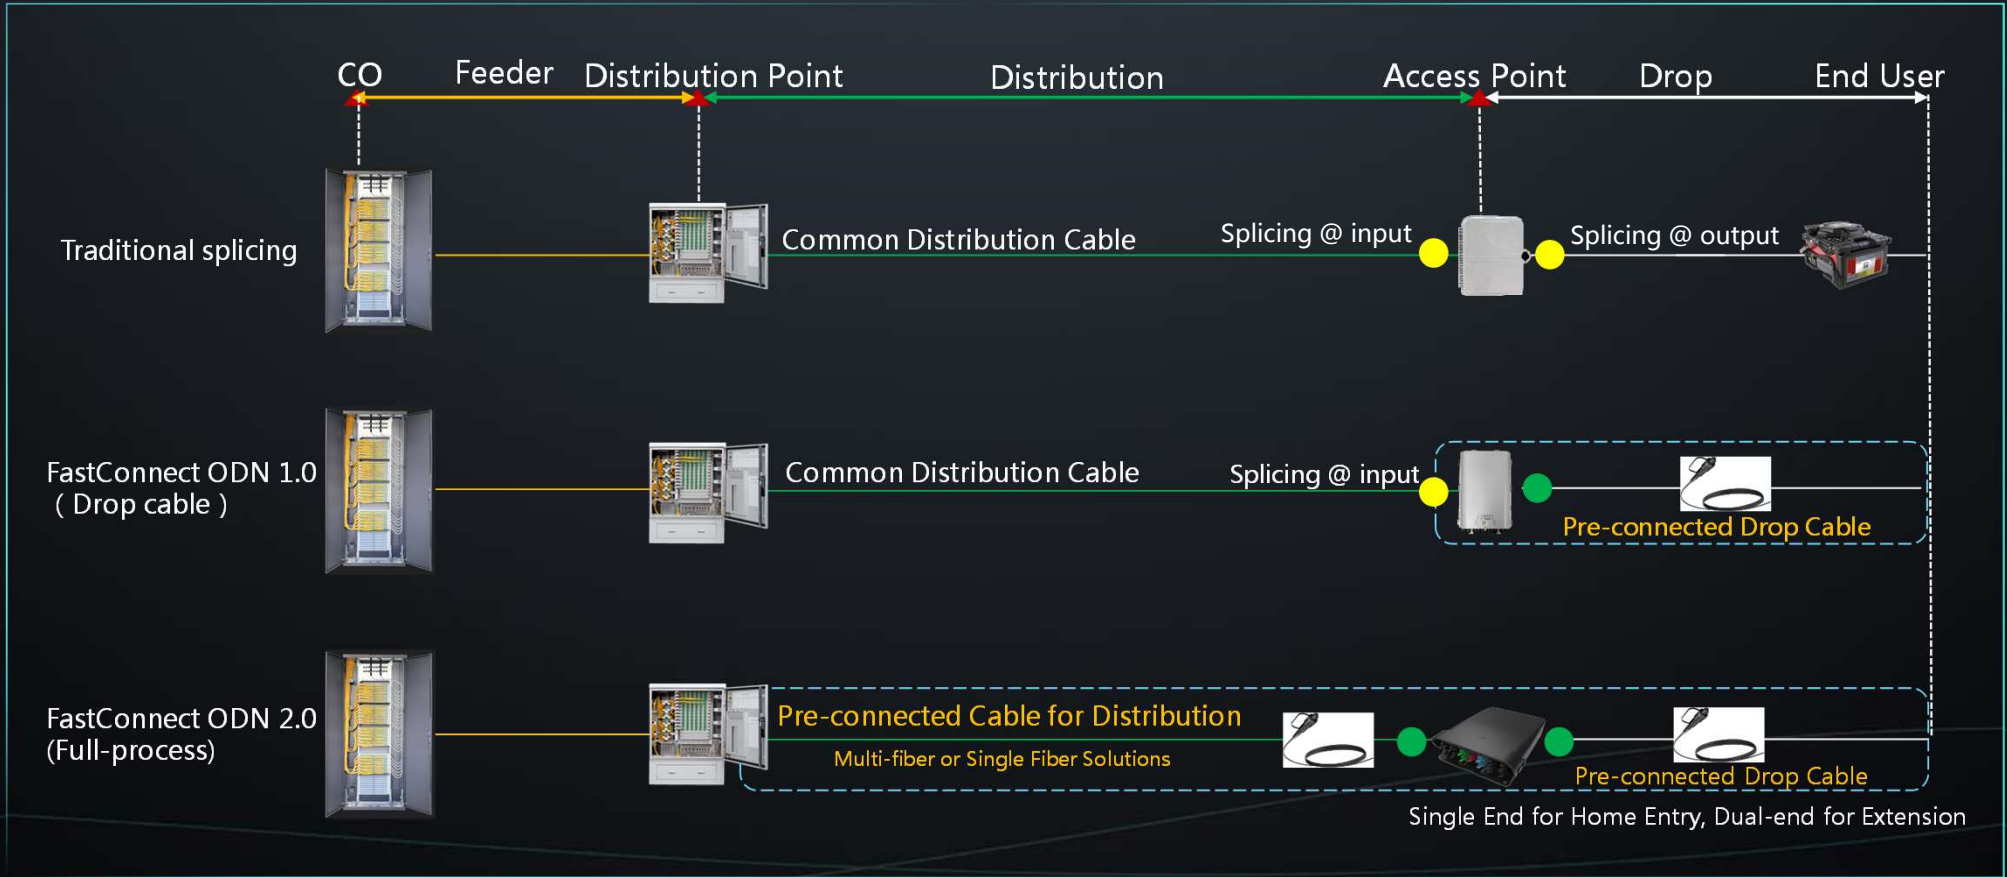 CO
Feeder
Distribution Point
Distribution
Access Point
Drop
End User
Traditional splicing
Common Distribution Cable
Splicing @ input
Splicing @ output
FastConnect ODN 1.0
( Drop cable )
Common Distribution Cable
Splicing @ input
Pre-connected Drop Cable
FastConnect ODN 2.0
(Full-process)
Pre-connected Cable for Distribution
Multi-fiber or Single Fiber Solutions
Pre-connected Drop Cable
Single End for Home Entry, Dual-end for Extension